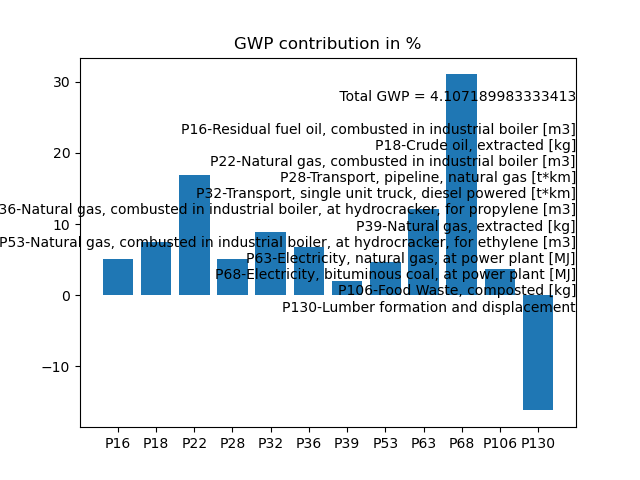 GWP contribution in %
30
Total GWP = 4.107189983333413
P16-Residual fuel oil, combusted in industrial boiler [m3]
P18-Crude oil, extracted [kg]
20
P22-Natural gas, combusted in industrial boiler [m3]
P28-Transport, pipeline, natural gas [t*km]
P32-Transport, single unit truck, diesel powered [t*km]
36-Natural gas, combusted in industrial boiler, at hydrocracker, for propylene [m3]
10
P39-Natural gas, extracted [kg]
P53-Natural gas, combusted in industrial boiler, at hydrocracker, for ethylene [m3]
P63-Electricity, natural gas, at power plant [MJ]
P68-Electricity, bituminous coal, at power plant [MJ]
0
P106-Food Waste, composted [kg]
P130-Lumber formation and displacement
−10
P16 P18 P22 P28 P32 P36 P39 P53 P63 P68 P106 P130